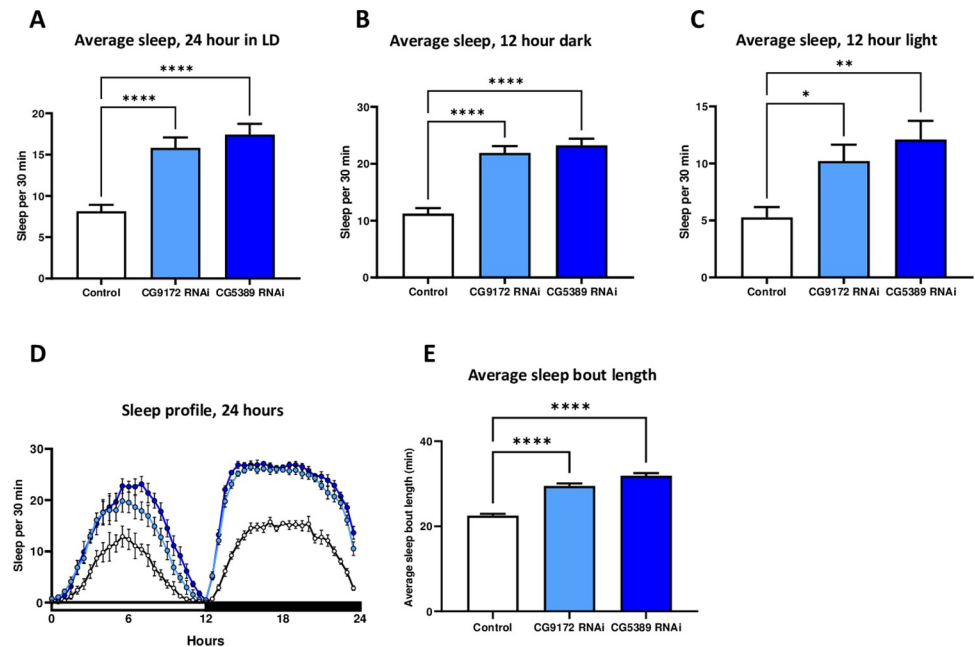 A
Average sleep, 24 hour in LD
****
****
Sleep per 30 min
20
15
10
5
0
Control
CG9172 RNAi
CG5389 RNAi
B
Average sleep, 12 hour dark
****
****
Sleep per 30 min
30
20
10
0
Control
CG9172 RNAi
CG5389 RNAi
C
Average sleep, 12 hour light
**
*
Sleep per 30 min
15
10
5
0
Control
CG9172 RNAi
CG5389 RNAi
D
Sleep profile, 24 hours
Sleep per 30 min
30
20
10
0
0 6 12 18 24
Hours
E
Average sleep bout length
****
****
Average sleep bout length (min)
40
20
0
Control
CG9172 RNAi
CG5389 RNAi